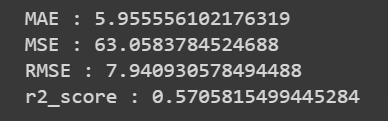 MAE : 5.955556102176319
MSE : 63.0583784524688
RMSE : 7.940930578494488
r2_score : 0.5705815499445284